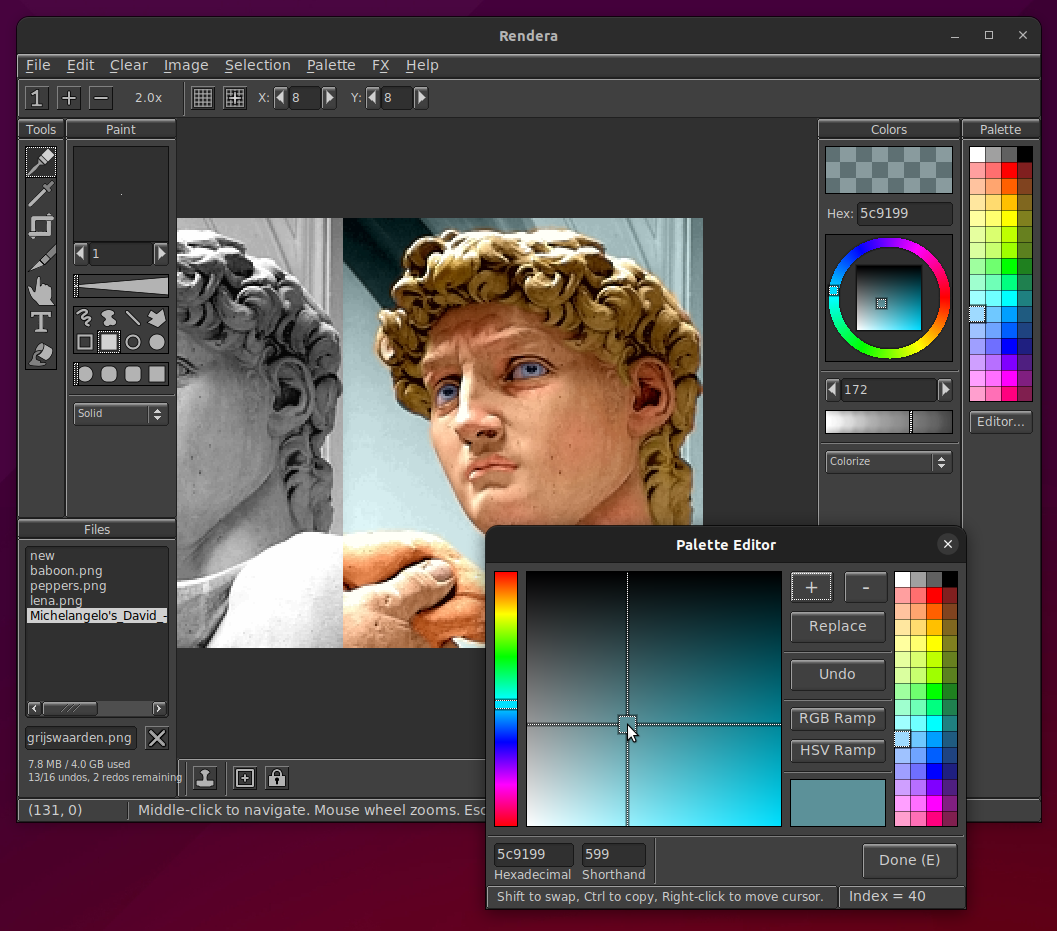 Rendera
File Edit Clear Image Selection Palette FX Help
1 + − 2.0x X: 8 Y: 8
Tools
Paint
1
Solid
Files
new
baboon.png
peppers.png
lena.png
Michelangelo's_David_-
grijswaarden.png
7.8 MB / 4.0 GB used
13/16 undos, 2 redos remaining
(131, 0)
Middle-click to navigate. Mouse wheel zooms. Esc
Colors
Hex: 5c9199
172
Colorize
Palette
Editor...
Palette Editor
+ -
Replace
Undo
RGB Ramp
HSV Ramp
5c9199 599
Hexadecimal Shorthand
Done (E)
Shift to swap, Ctrl to copy, Right-click to move cursor.
Index = 40